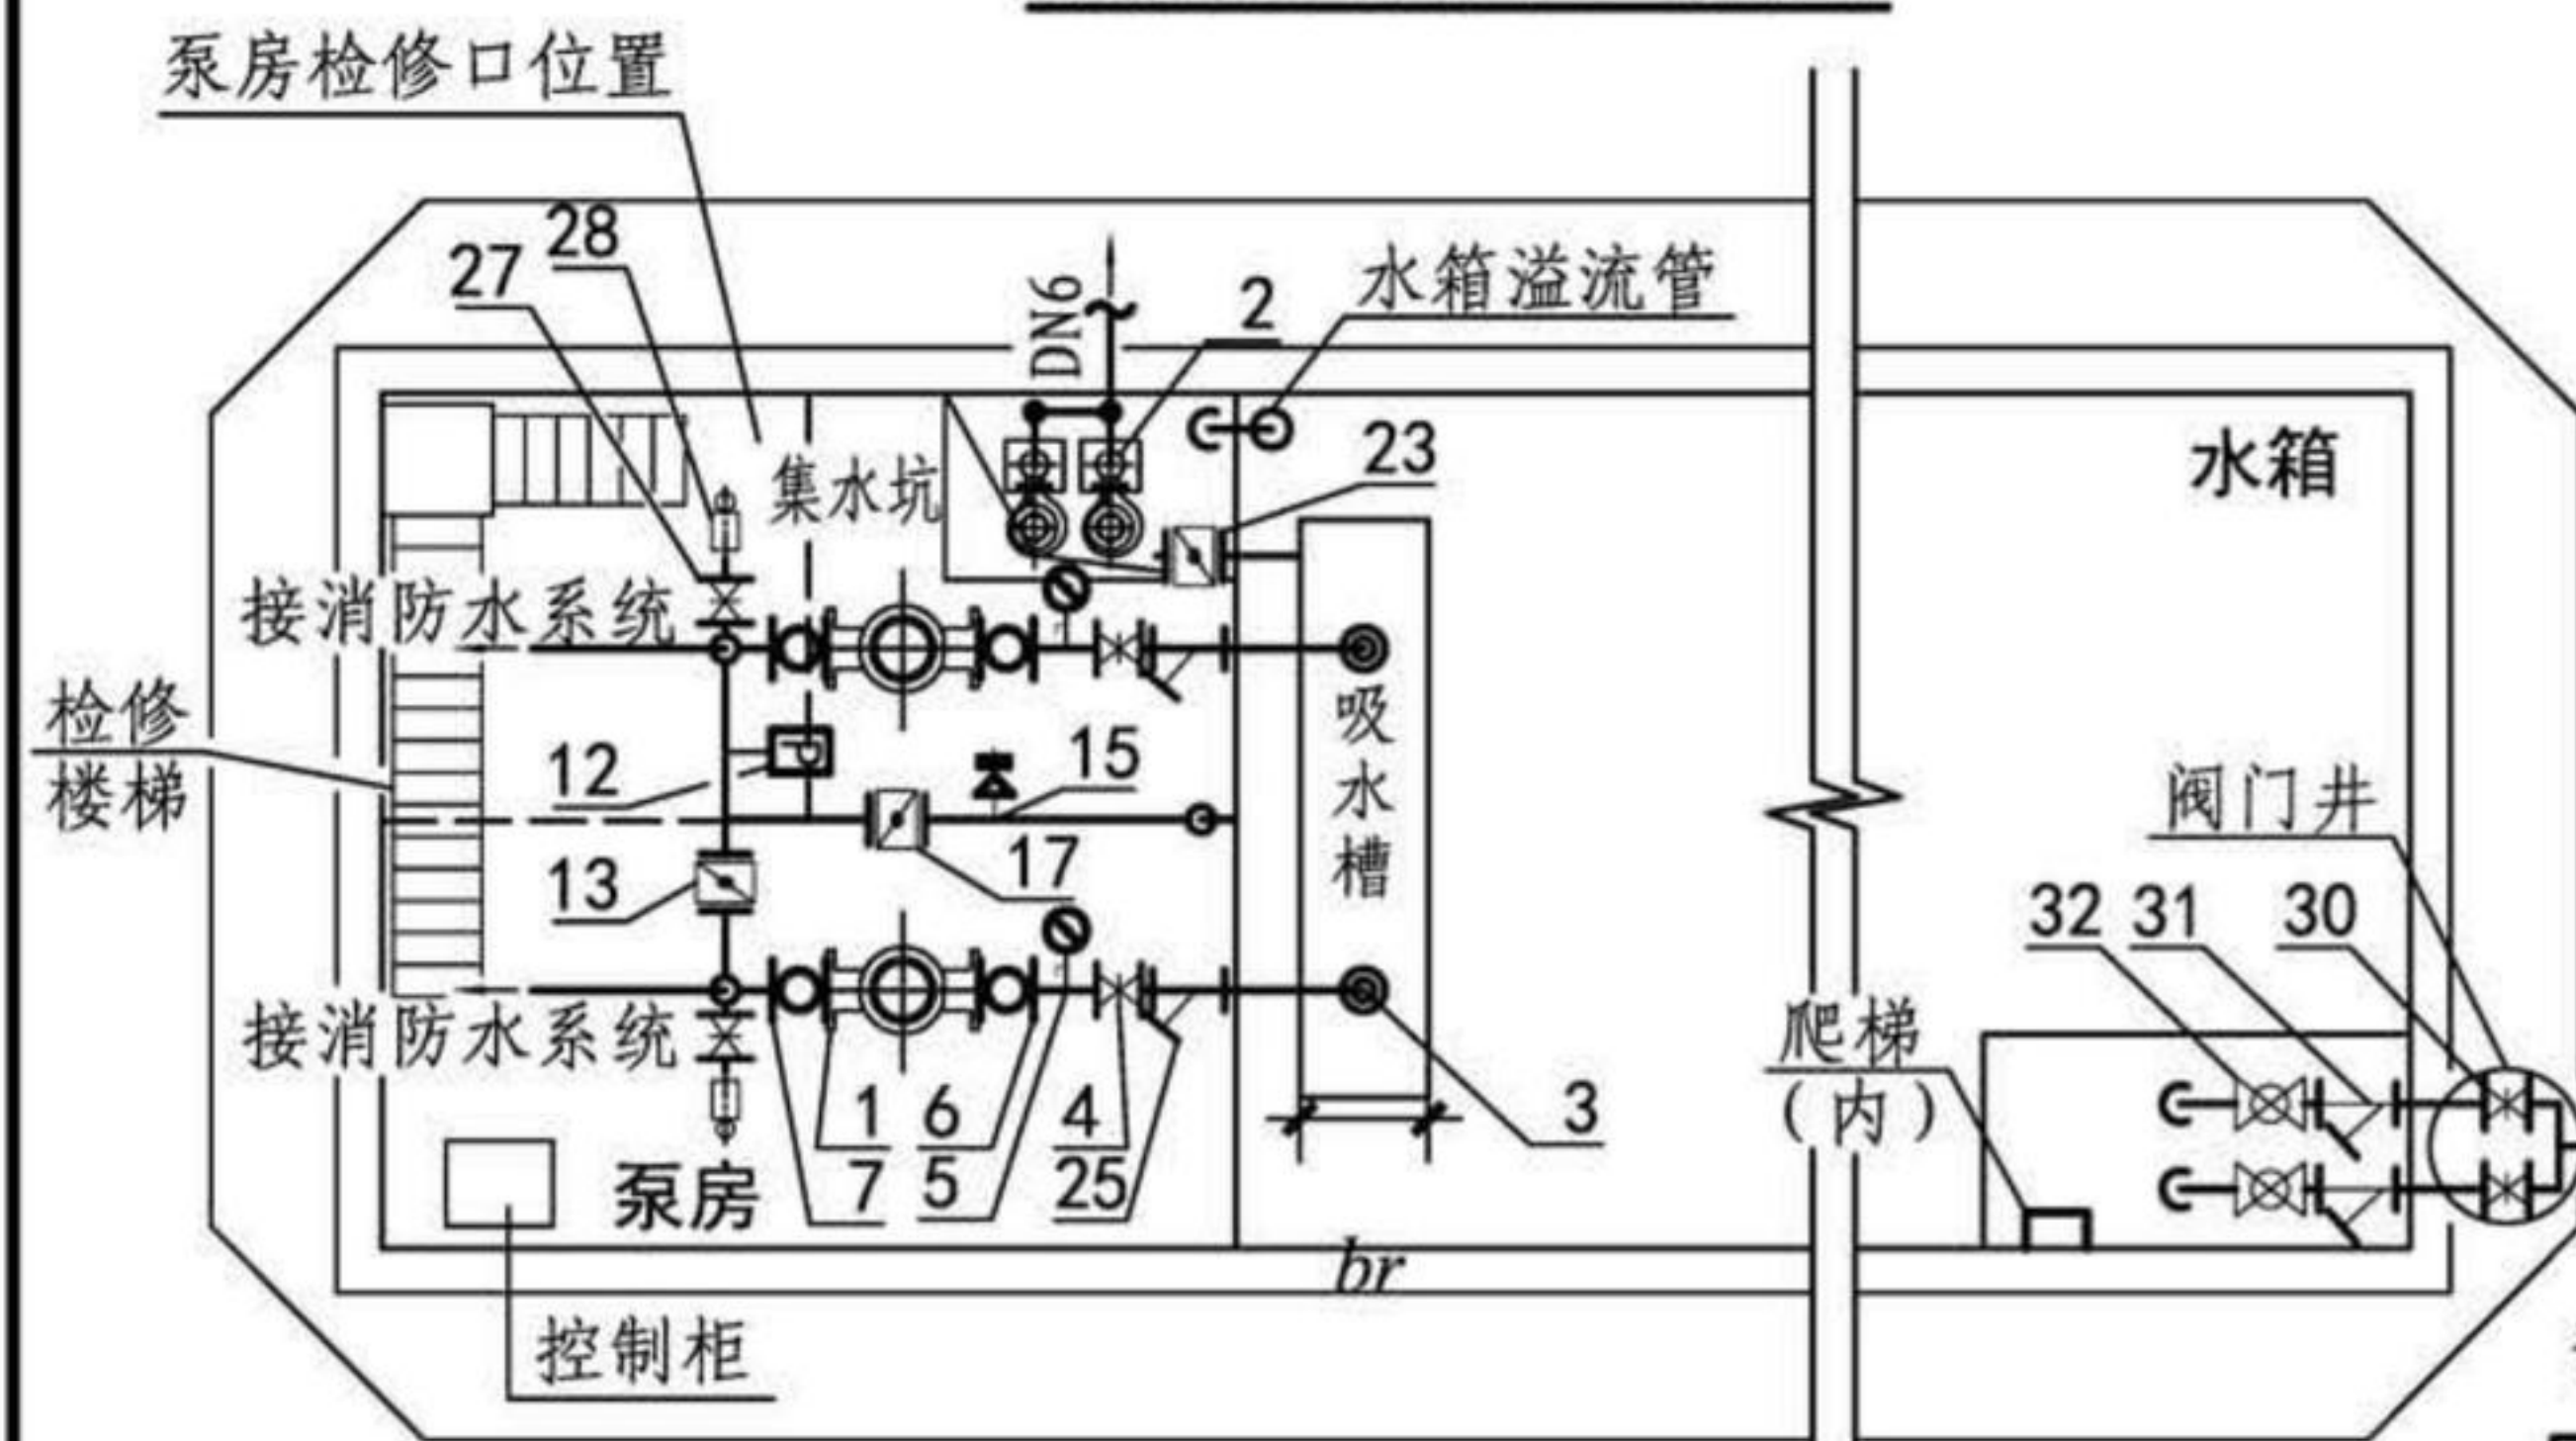 泵房检修口位置
28
27
DN6
2
水箱溢流管
23
水箱
集水坑
接消防水系统
检修
楼梯
12
15
吸水槽
阀门井
13
17
32
31
30
接消防水系统
爬梯
(内)
1
6
4
3
7
5
25
泵房
br
控制柜